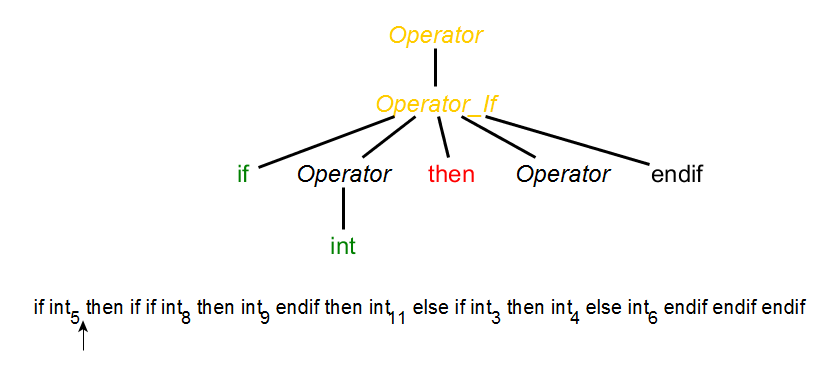 Operator
Operator_If
if Operator then Operator endif
int
if int5 then if if int8 then int9 endif then int11 else if int3 then int4 else int6 endif endif endif